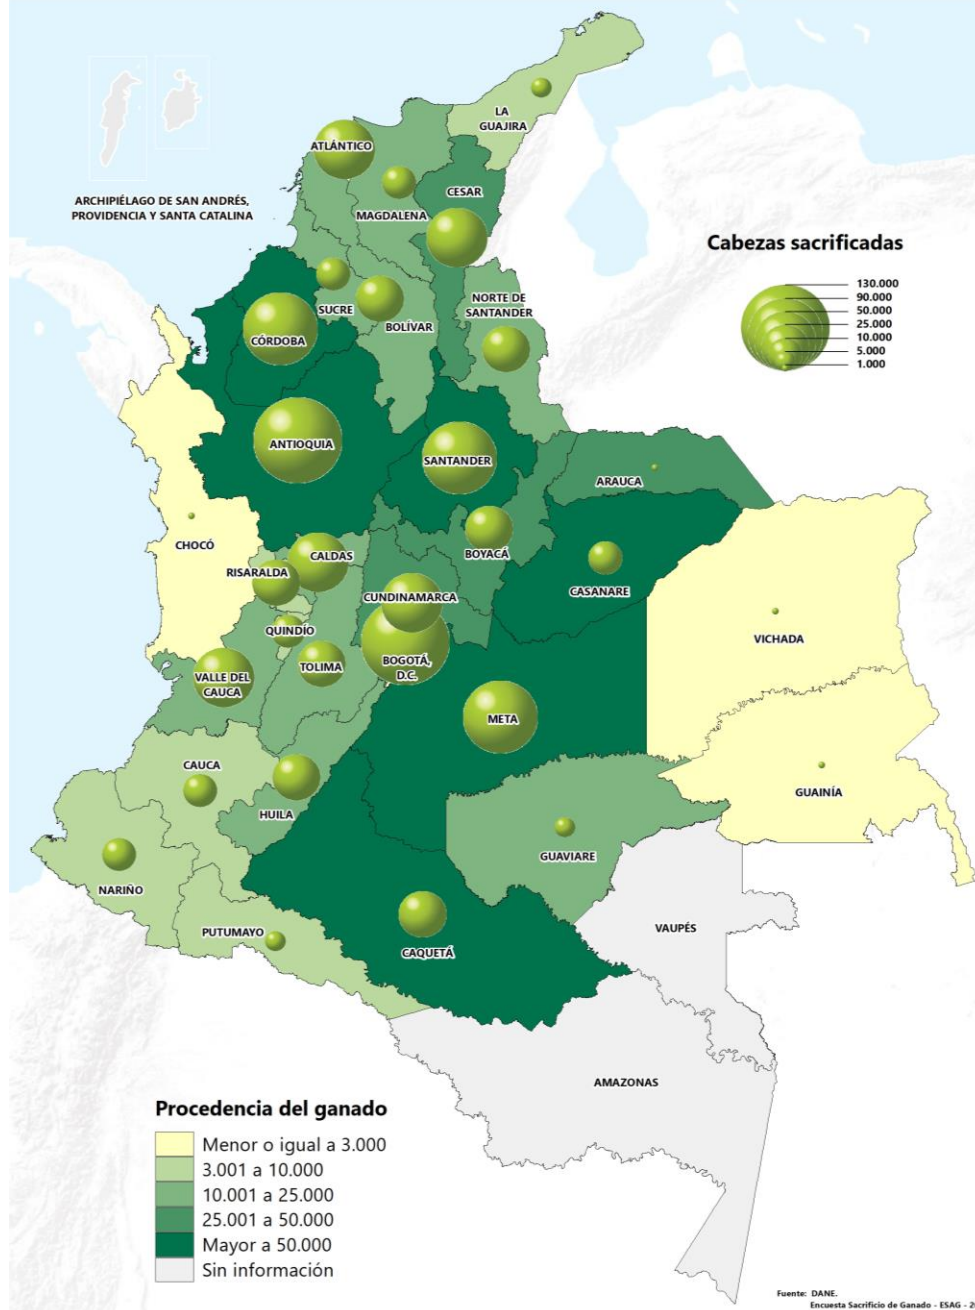 LA
GUAJIRA
ATLÁNTICO
MAGDALENA
CESAR
ARCHIPIÉLAGO DE SAN ANDRÉS,
PROVIDENCIA Y SANTA CATALINA
SUCRE
BOLÍVAR
NORTE DE
SANTANDER
CÓRDOBA
Cabezas sacrificadas
130.000
90.000
50.000
25.000
10.000
5.000
1.000
ANTIOQUIA
SANTANDER
ARAUCA
CHOCÓ
BOYACÁ
CALDAS
RISARALDA
CASANARE
CUNDINAMARCA
QUINDÍO
VICHADA
BOGOTÁ,
D.C.
TOLIMA
VALLE DEL
CAUCA
META
CAUCA
GUAINÍA
HUILA
GUAVIARE
NARIÑO
PUTUMAYO
VAUPÉS
CAQUETÁ
AMAZONAS
Procedencia del ganado
Menor o igual a 3.000
3.001 a 10.000
10.001 a 25.000
25.001 a 50.000
Mayor a 50.000
Sin información
Fuente: DANE.
Encuesta Sacrificio de Ganado - ESAG -